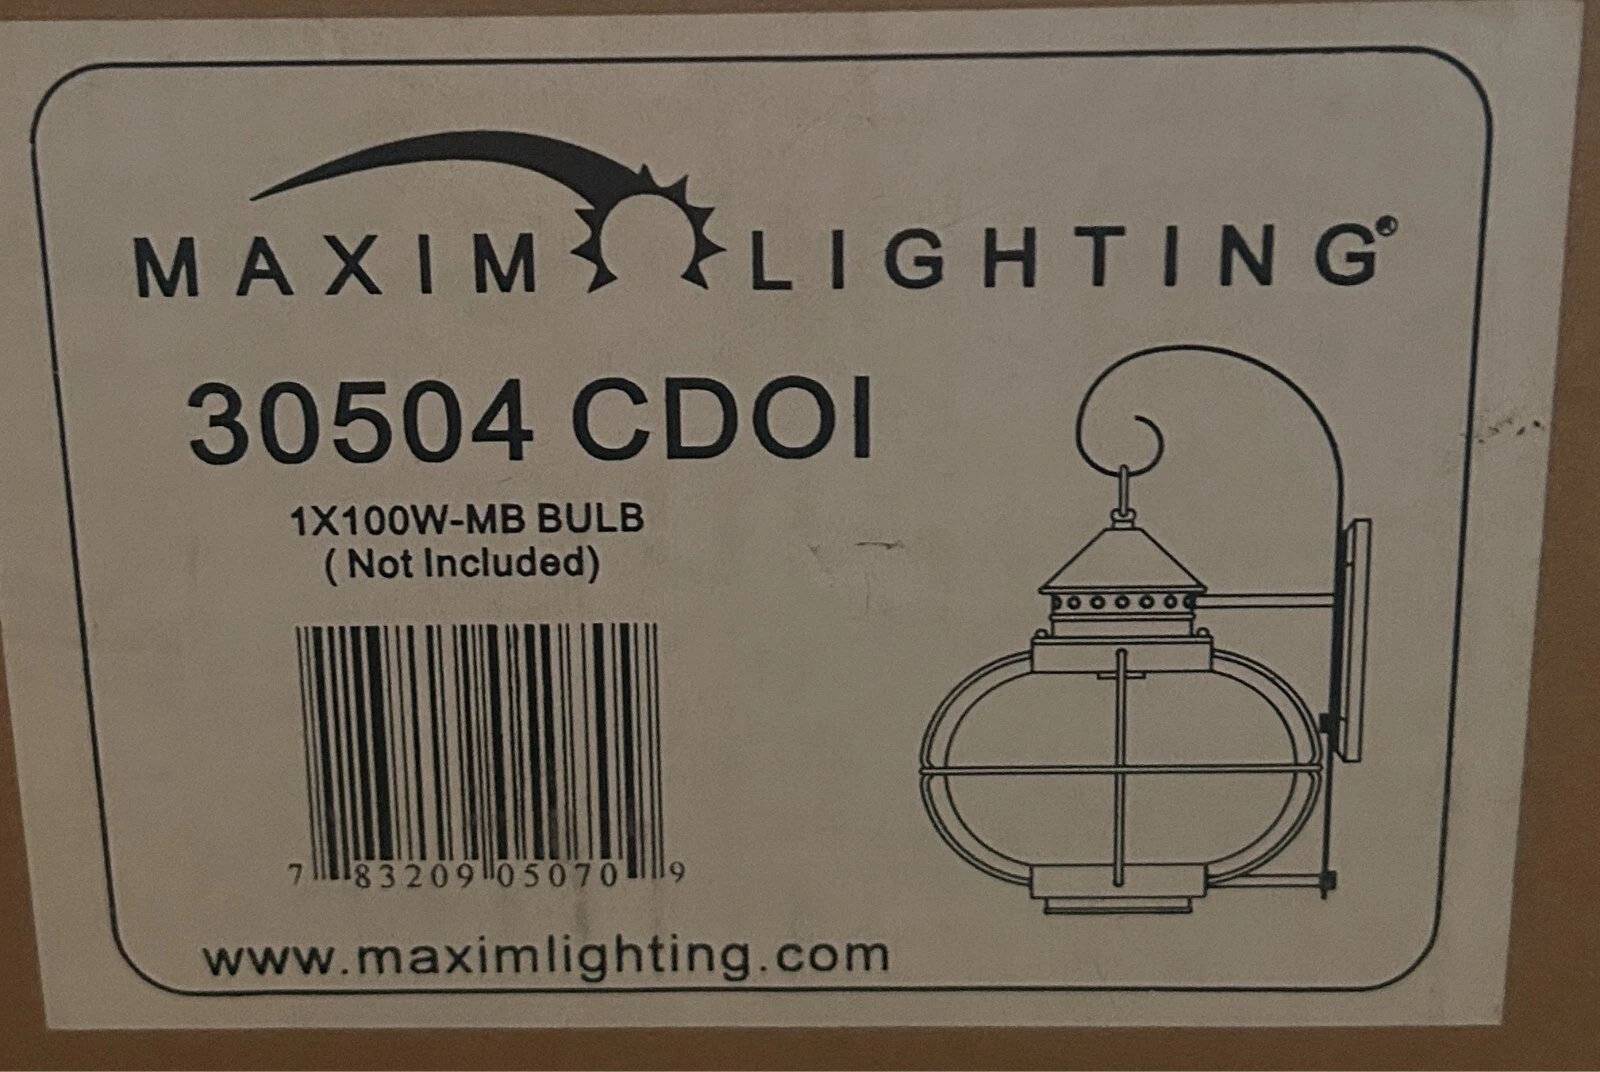 MAXIM LIGHTING®
30504 CDOI
1X100W-MB BULB
( Not Included)
7 83209 05070 9
www.maximlighting.com